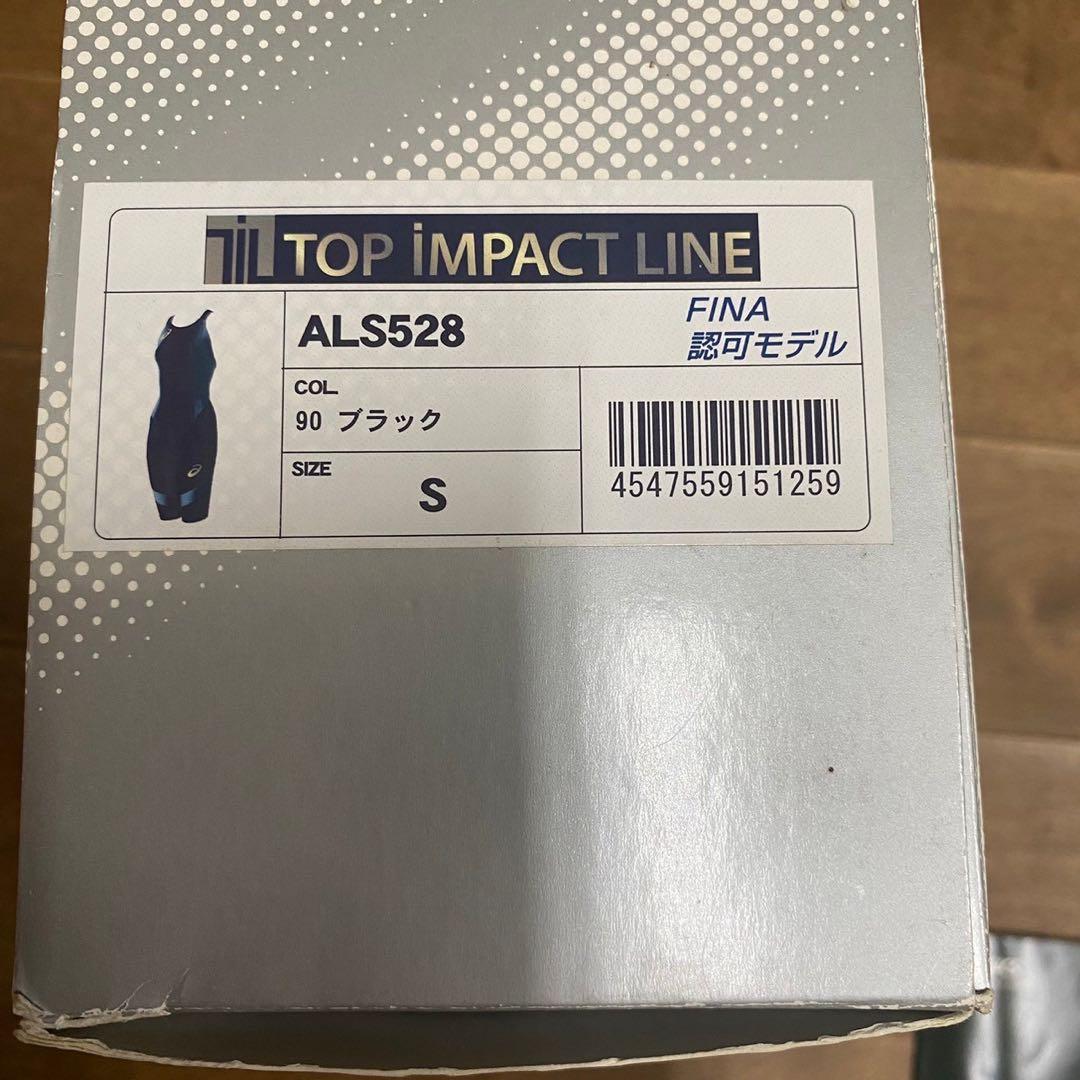 TOP iMPACT LINE
ALS528
FINA
認可モデル
COL.
90 ブラック
SIZE
S
4547559151259